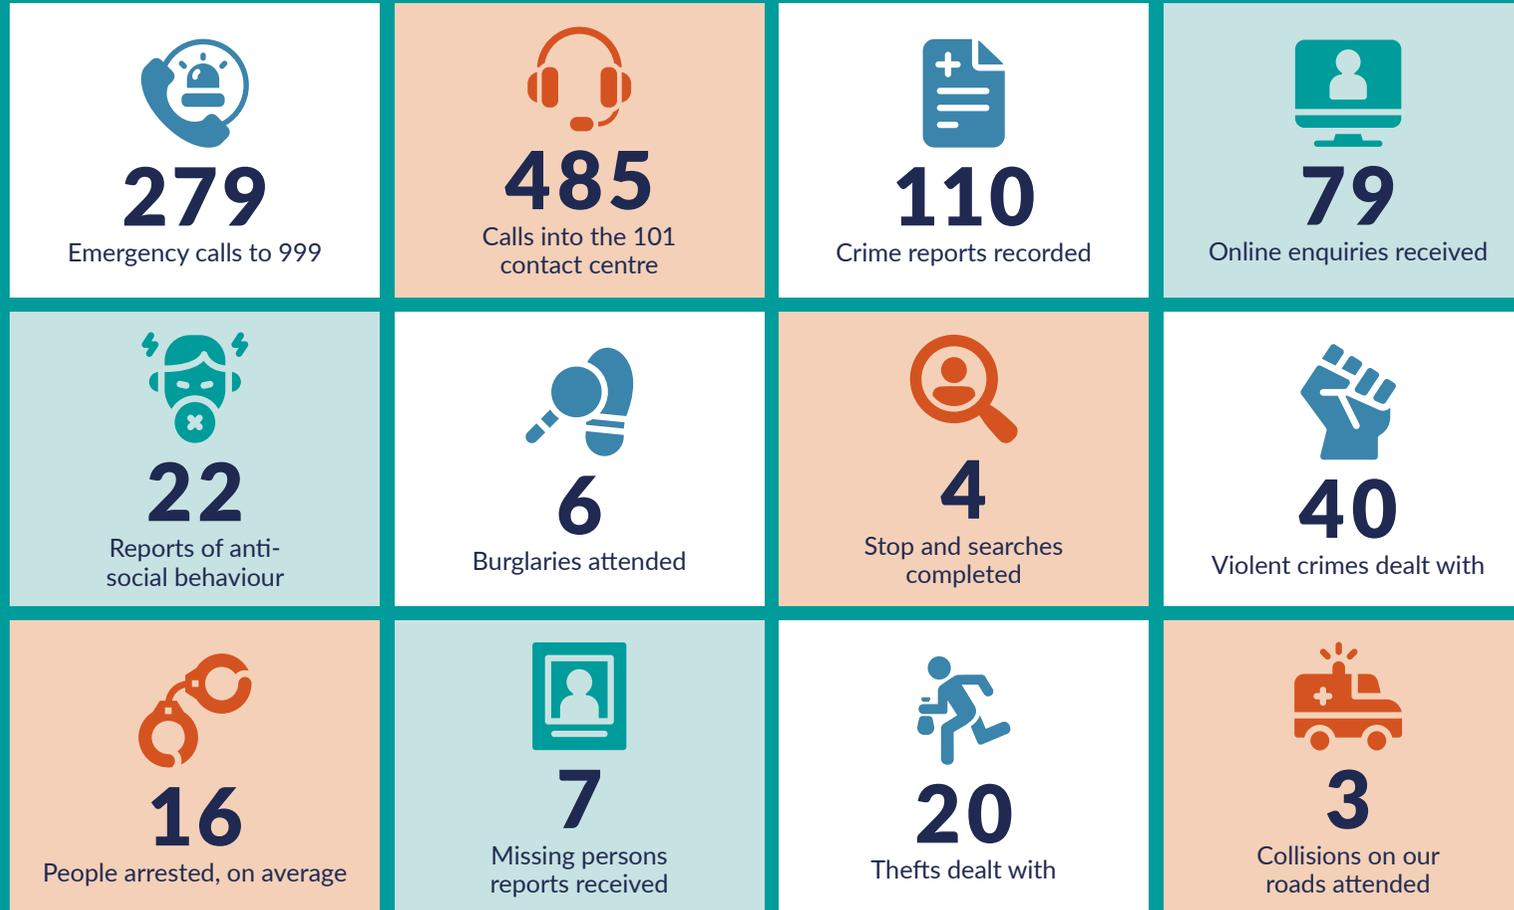 279
Emergency calls to 999
485
Calls into the 101
contact centre
110
Crime reports recorded
79
Online enquiries received
22
Reports of anti-
social behaviour
6
Burglaries attended
4
Stop and searches
completed
40
Violent crimes dealt with
16
People arrested, on average
7
Missing persons
reports received
20
Thefts dealt with
3
Collisions on our
roads attended